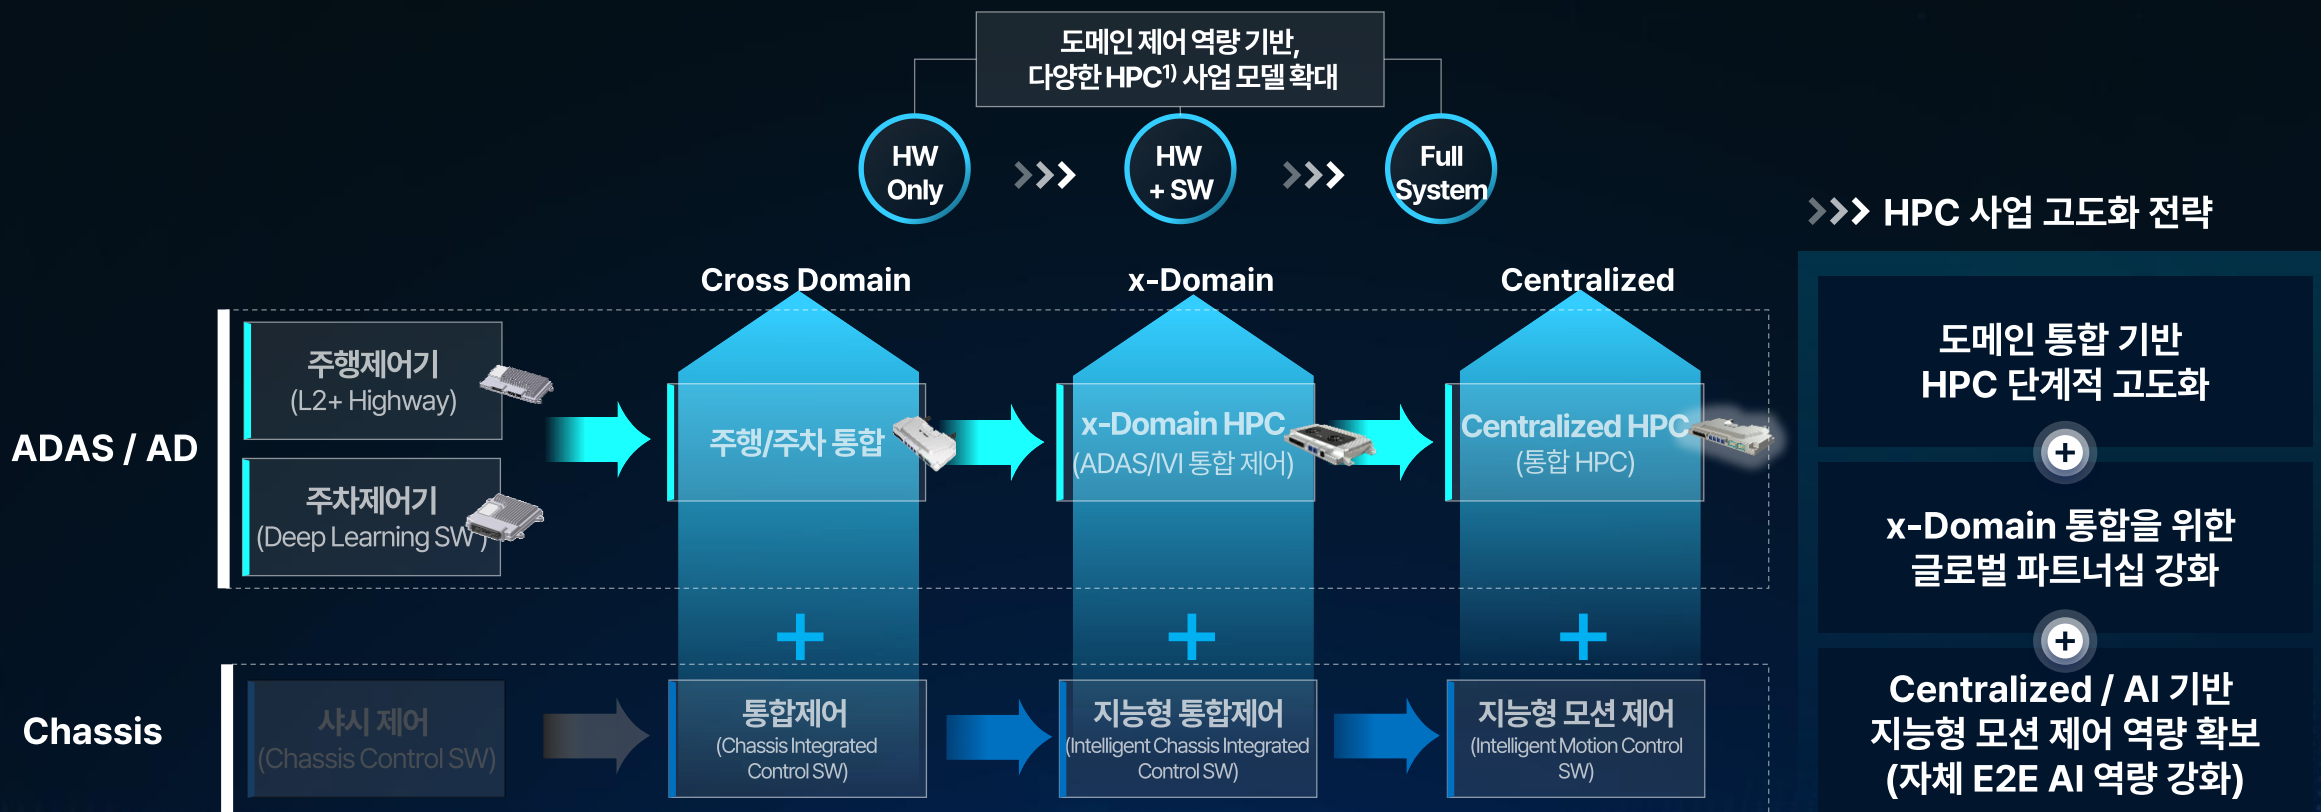 도메인 제어 역량 기반,
다양한 HPC¹⁾ 사업 모델 확대
HW
Only
HW
+ SW
Full
System
>>> HPC 사업 고도화 전략
Cross Domain
x-Domain
Centralized
ADAS / AD
주행제어기
(L2+ Highway)
주차제어기
(Deep Learning SW)
주행/주차 통합
x-Domain HPC
(ADAS/IVI 통합 제어)
Centralized HPC
(통합 HPC)
+
+
+
Chassis
샤시 제어
(Chassis Control SW)
통합제어
(Chassis Integrated
Control SW)
지능형 통합제어
(Intelligent Chassis Integrated
Control SW)
지능형 모션 제어
(Intelligent Motion Control
SW)
도메인 통합 기반
HPC 단계적 고도화
+
x-Domain 통합을 위한
글로벌 파트너십 강화
+
Centralized / AI 기반
지능형 모션 제어 역량 확보
(자체 E2E AI 역량 강화)